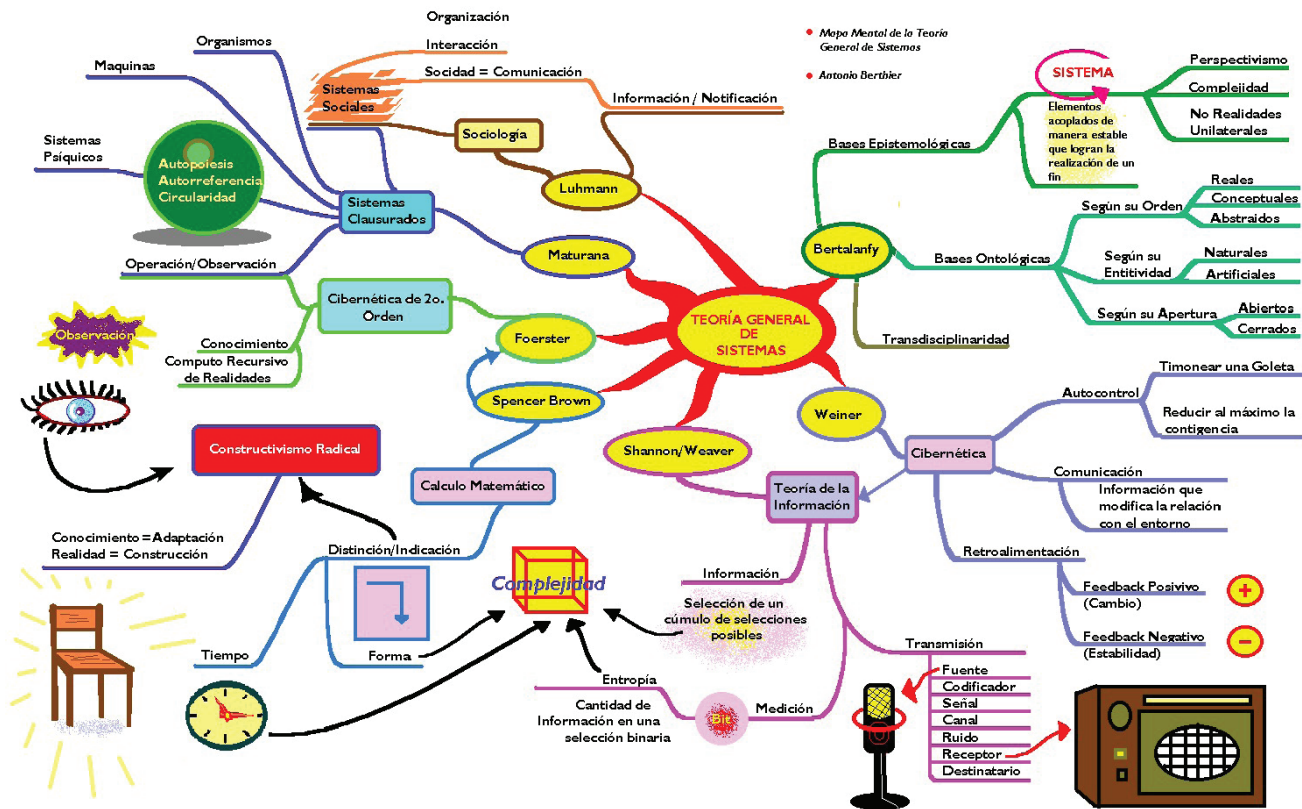 Mapa Mental de la Teoría
General de Sistemas
Antonio Berthier
TEORÍA GENERAL
DE
SISTEMAS
Bertalanfy
Bases Epistemológicas
SISTEMA
Elementos
acoplados de
manera estable
que logran la
realización de un
fin
Perspectivismo
Complejidad
No Realidades
Unilaterales
Bases Ontológicas
Según su Orden
Reales
Conceptuales
Abstraidos
Según su
Entitividad
Naturales
Artificiales
Según su Apertura
Abiertos
Cerrados
Transdisciplinaridad
Weiner
Cibernética
Autocontrol
Timonear una Goleta
Reducir al máximo la
contigencia
Comunicación
Información que
modifica la relación
con el entorno
Retroalimentación
Feedback Posivivo
(Cambio)
+
Feedback Negativo
(Estabilidad)
−
Shannon/Weaver
Teoría de la
Información
Información
Selección de un
cúmulo de selecciones
posibles
Transmisión
Fuente
Codificador
Señal
Canal
Ruido
Receptor
Destinatario
Medición
Bit
Entropía
Cantidad de
Información en una
selección binaria
Complejidad
Spencer Brown
Calculo Matemático
Distinción/Indicación
Forma
Tiempo
Constructivismo Radical
Conocimiento =Adaptación
Realidad = Construcción
Foerster
Cibernética de 2o.
Orden
Operación/Observación
Conocimiento
Computo Recursivo
de Realidades
Observación
Maturana
Sistemas
Clausurados
Organismos
Maquinas
Sistemas
Psíquicos
Autopoiesis
Autorreferencia
Circularidad
Luhmann
Sociología
Sistemas
Sociales
Organización
Interacción
Socidad = Comunicación
Información / Notificación